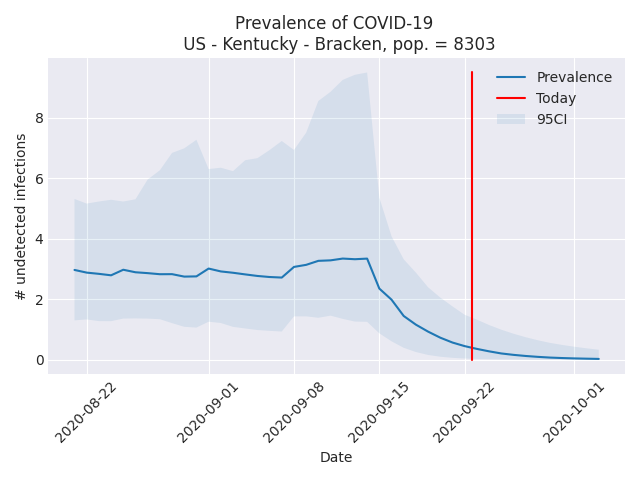 Prevalence of COVID-19
US - Kentucky - Bracken, pop. = 8303
Prevalence
Today
95CI
# undetected infections
8
6
4
2
0
2020-08-22
2020-09-01
2020-09-08
2020-09-15
2020-09-22
2020-10-01
Date